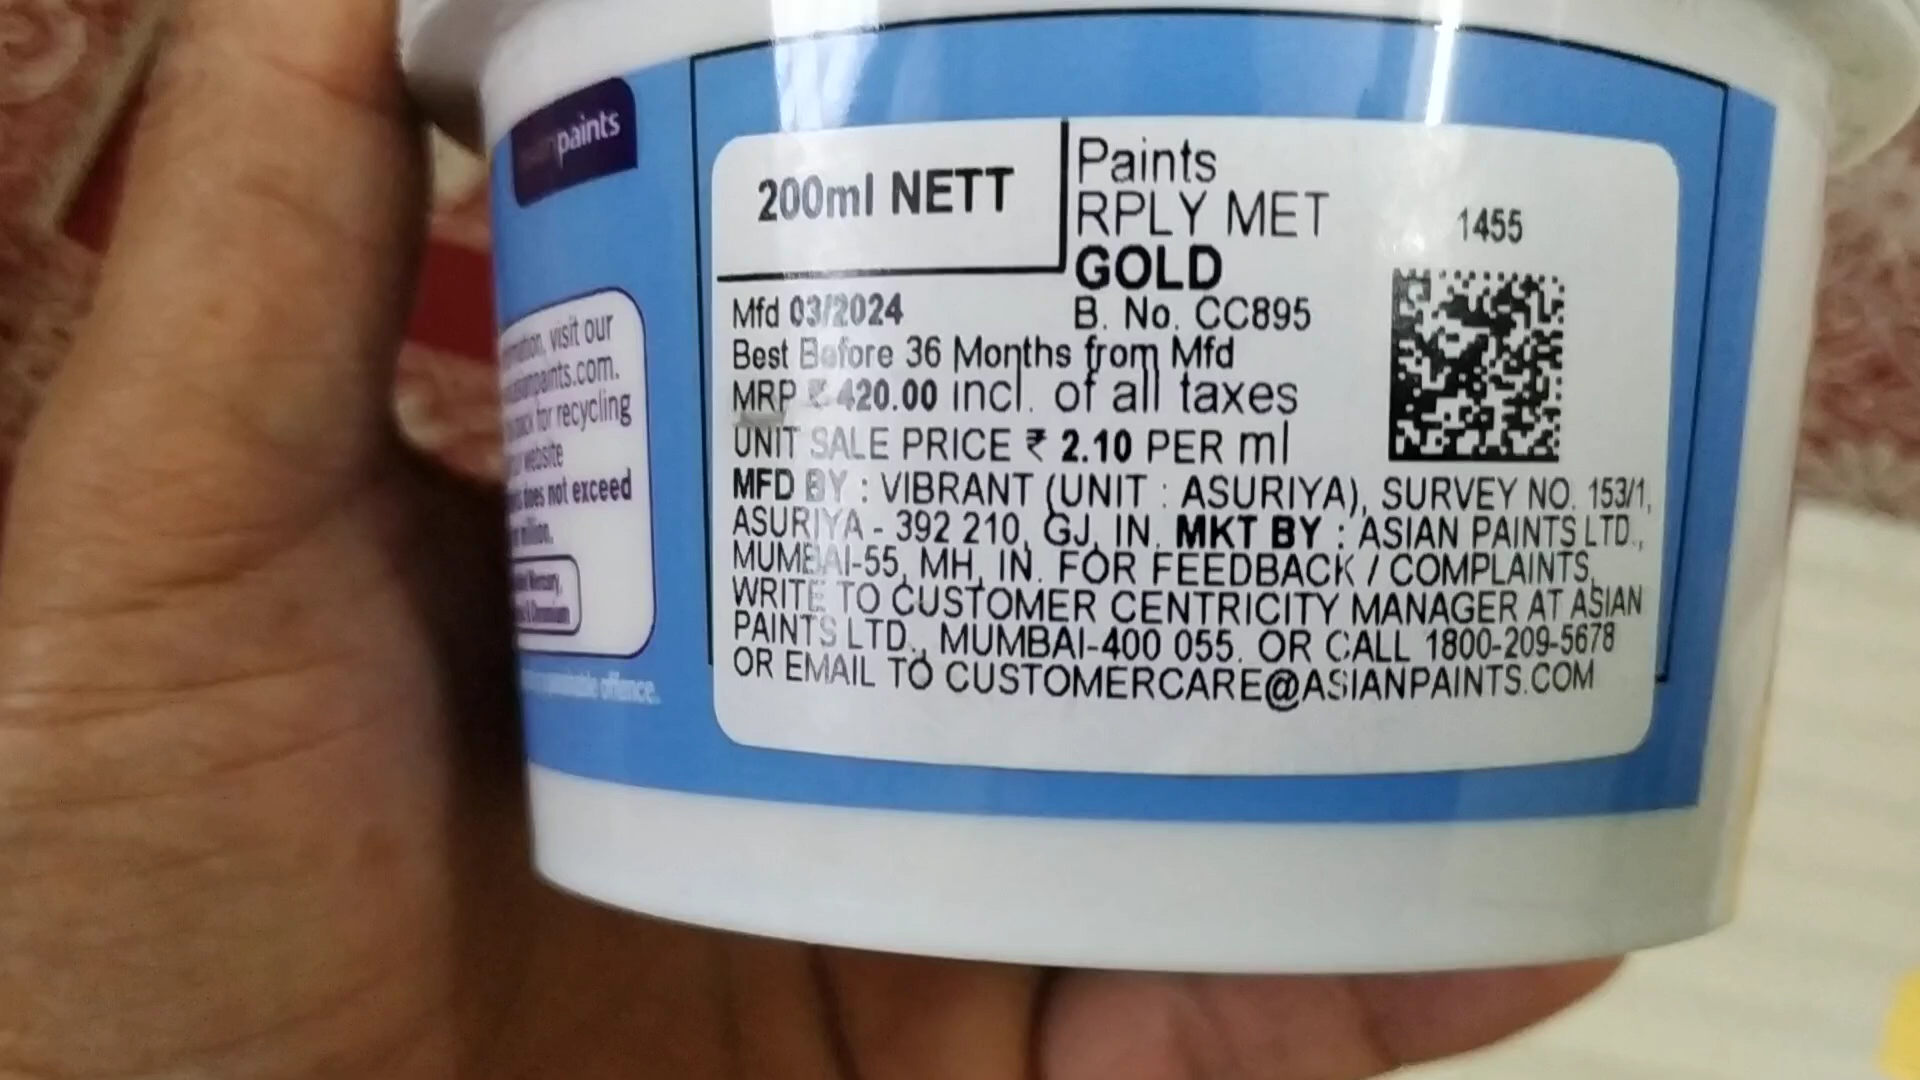 paints
200ml NETT
Paints
RPLY MET
GOLD
1455
Mfd 03/2024
B. No. CC895
Best Before 36 Months from Mfd
MRP ₹ 420.00 incl. of all taxes
UNIT SALE PRICE ₹ 2.10 PER ml
MFD BY : VIBRANT (UNIT : ASURIYA), SURVEY NO. 153/1,
ASURIYA - 392 210, GJ, IN. MKT BY : ASIAN PAINTS LTD.,
MUMBAI-55, MH, IN. FOR FEEDBACK / COMPLAINTS,
WRITE TO CUSTOMER CENTRICITY MANAGER AT ASIAN
PAINTS LTD., MUMBAI-400 055. OR CALL 1800-209-5678
OR EMAIL TO CUSTOMERCARE@ASIANPAINTS.COM
visit our
for recycling
website
does not exceed
million.
offence.